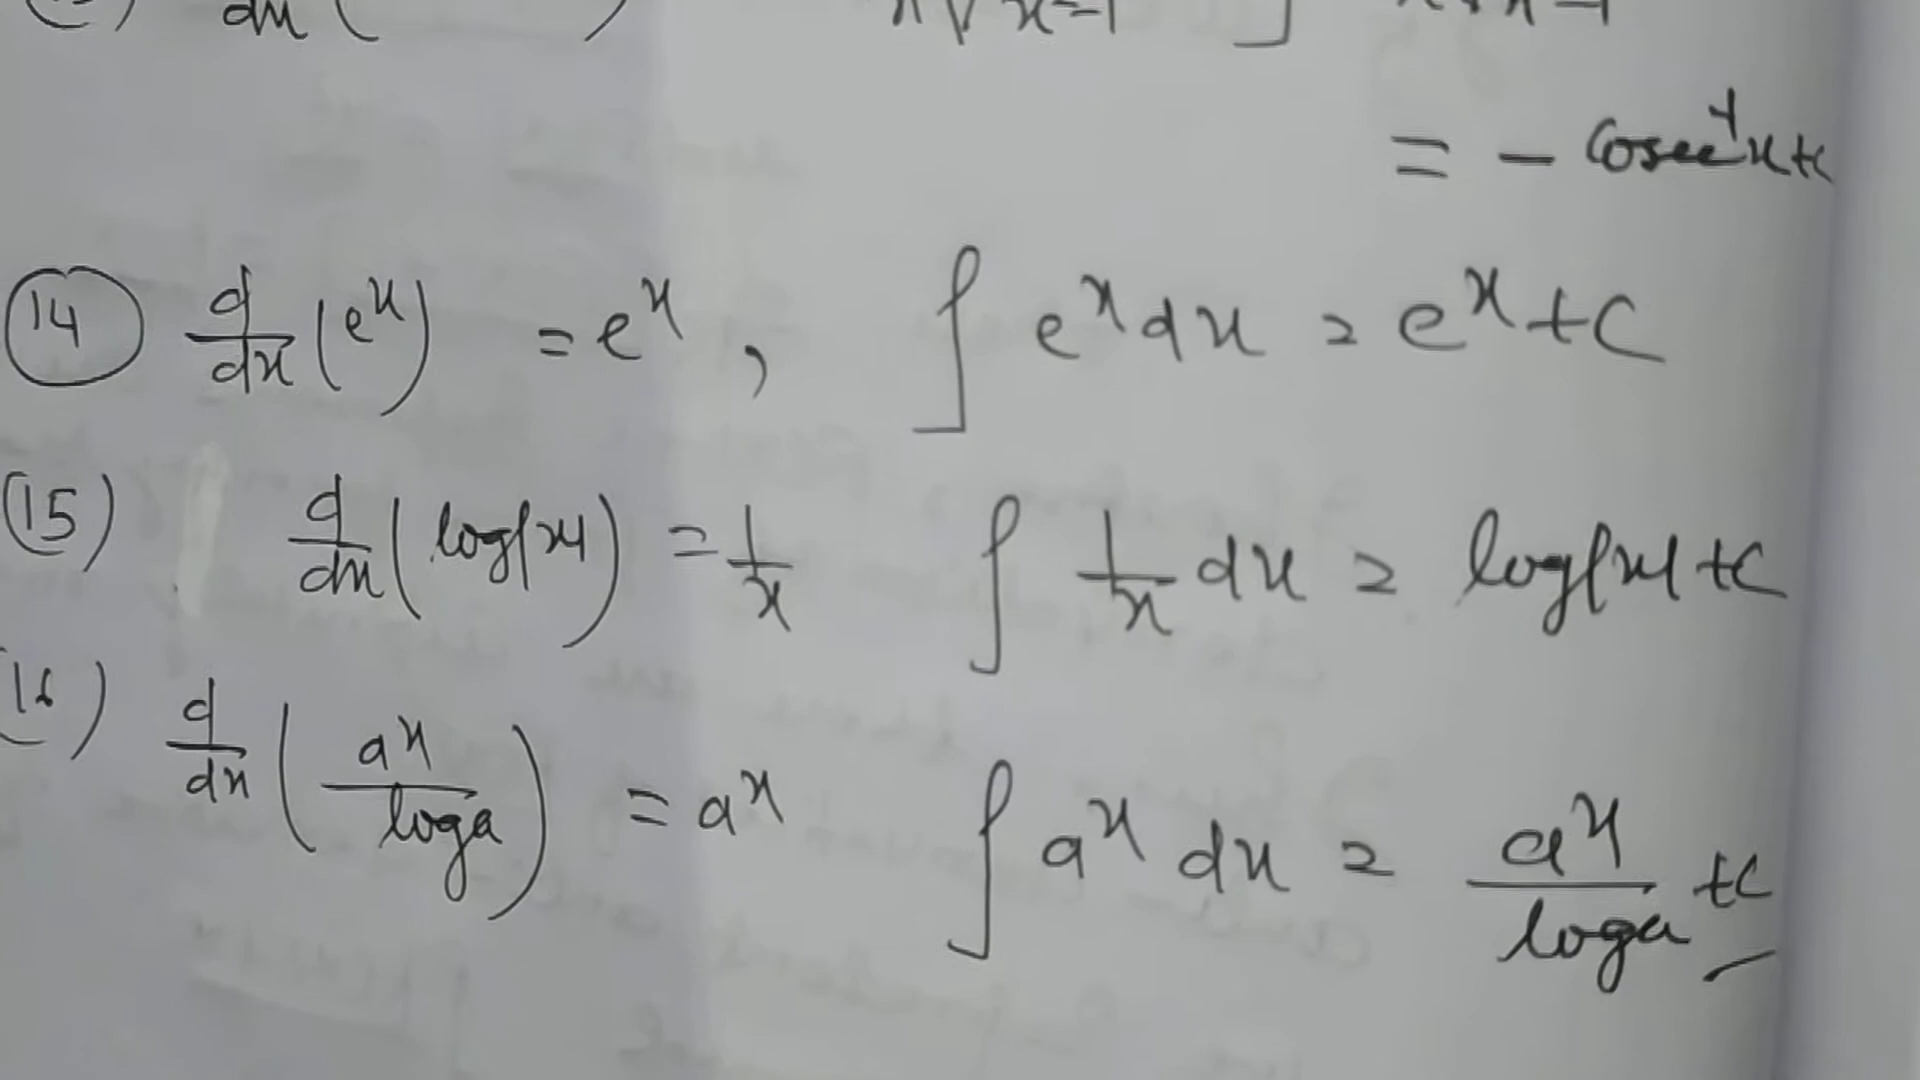 = - cosec⁻¹x + c
(14) d/dx (eˣ) = eˣ , ∫ eˣ dx = eˣ + c
(15) d/dx (log|x|) = 1/x ∫ 1/x dx = log|x| + c
(16) d/dx (aˣ/log a) = aˣ ∫ aˣ dx = aˣ/log a + c